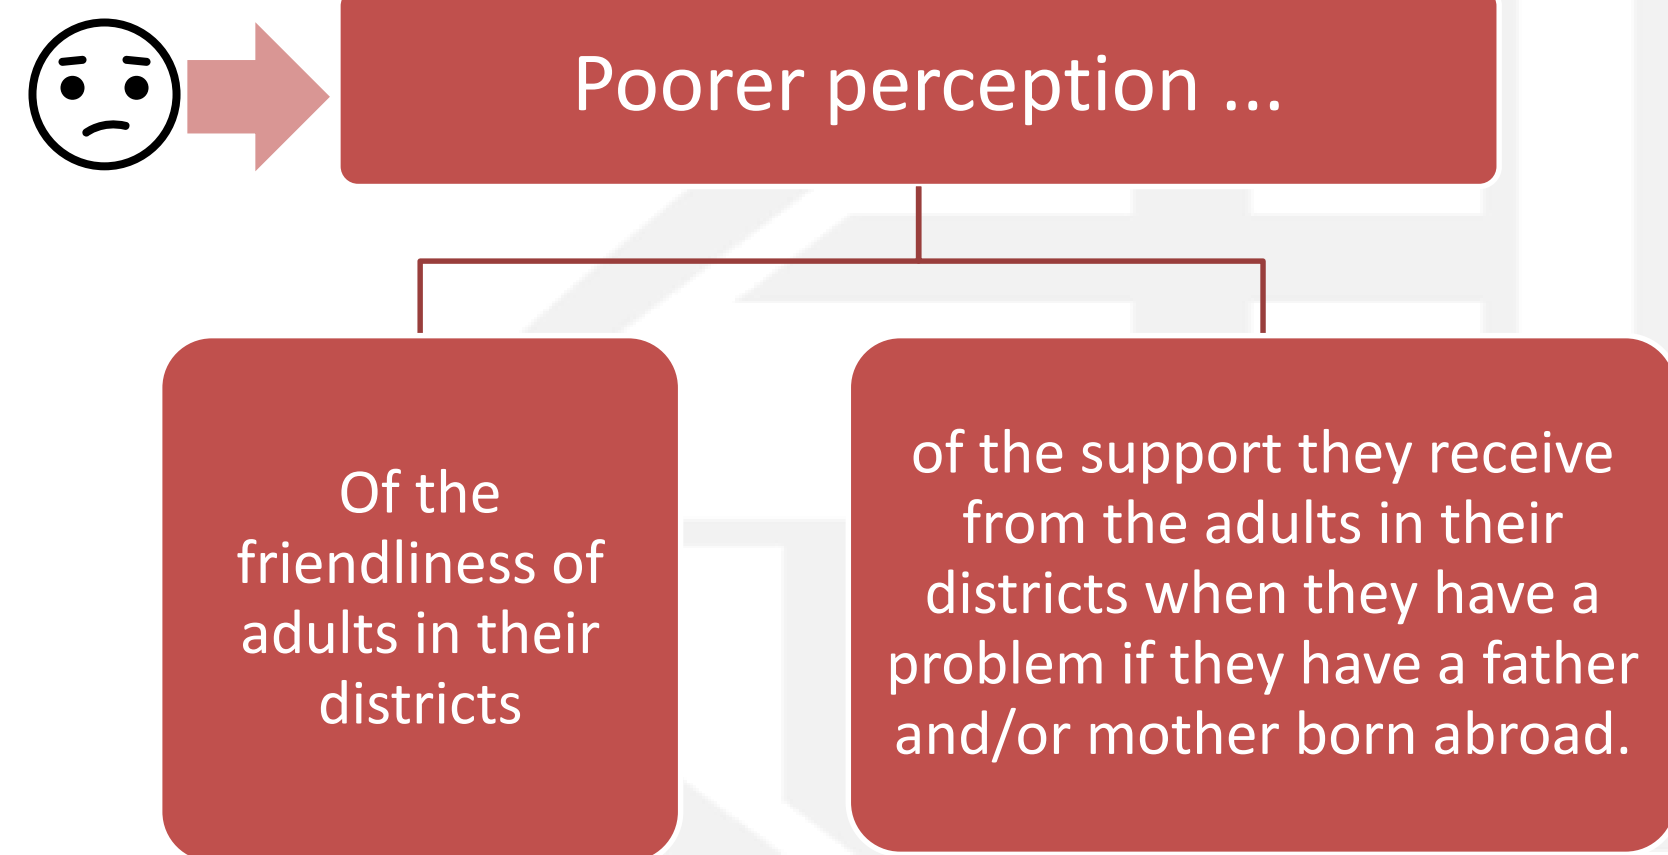 Poorer perception ...
Of the
friendliness of
adults in their
districts
of the support they receive
from the adults in their
districts when they have a
problem if they have a father
and/or mother born abroad.